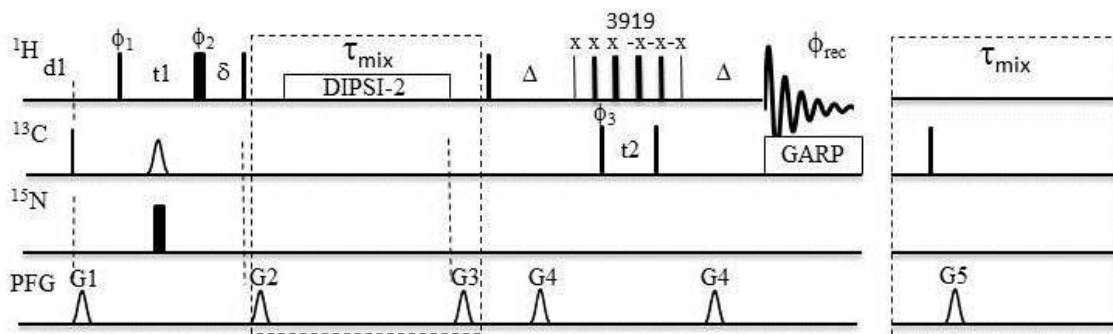 3919
¹H ϕ₁ ϕ₂ τmix x x x -x -x -x ϕrec τmix
d1 t1 δ DIPSI-2 Δ Δ
¹³C ϕ₃ t2 GARP
¹⁵N
PFG G1 G2 G3 G4 G4 G5